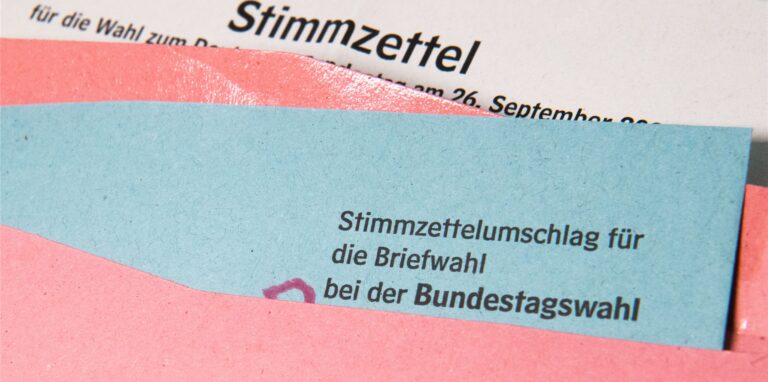 Stimmzettel
für die Wahl zum am 26. September
Stimmzettelumschlag für
die Briefwahl
bei der Bundestagswahl